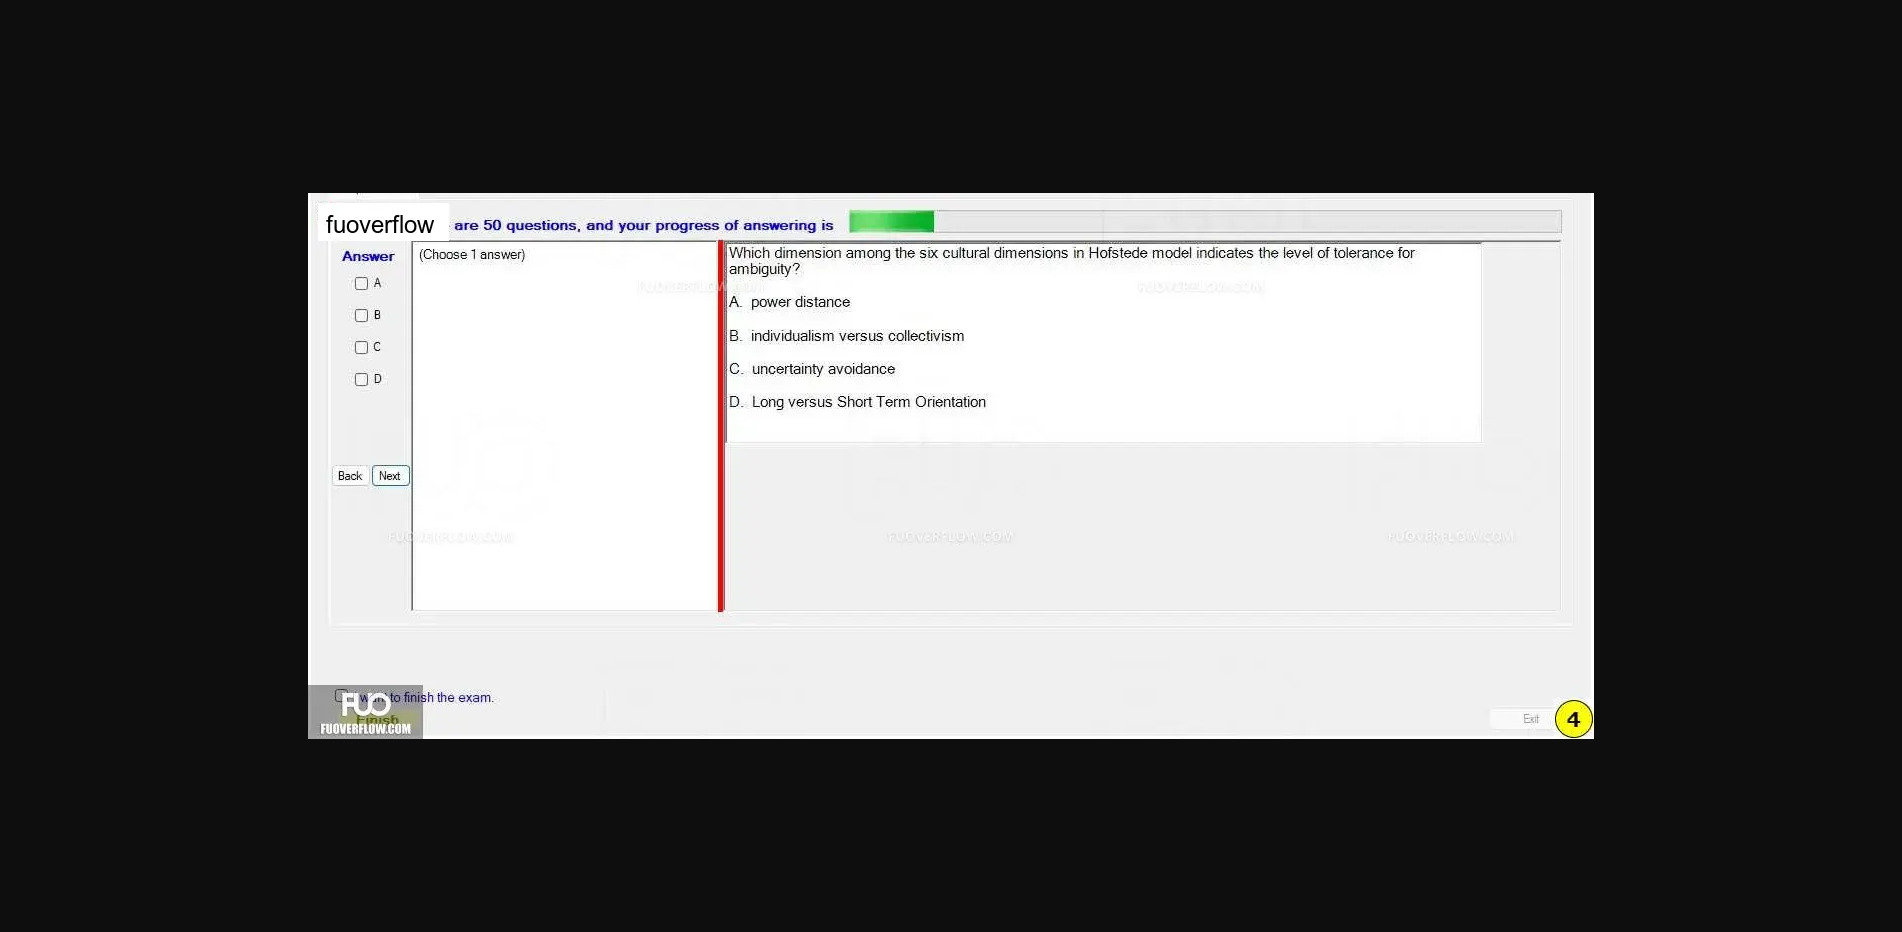 fuoverflow are 50 questions, and your progress of answering is
Answer
(Choose 1 answer)
A
B
C
D
Back Next
Which dimension among the six cultural dimensions in Hofstede model indicates the level of tolerance for
ambiguity?
A. power distance
B. individualism versus collectivism
C. uncertainty avoidance
D. Long versus Short Term Orientation
FUOVERFLOW.COM
FUOVERFLOW.COM
FUOVERFLOW.COM
FUOVERFLOW.COM
FUOVERFLOW.COM
I want to finish the exam.
FUO
Finish
FUOVERFLOW.COM
Exit
4